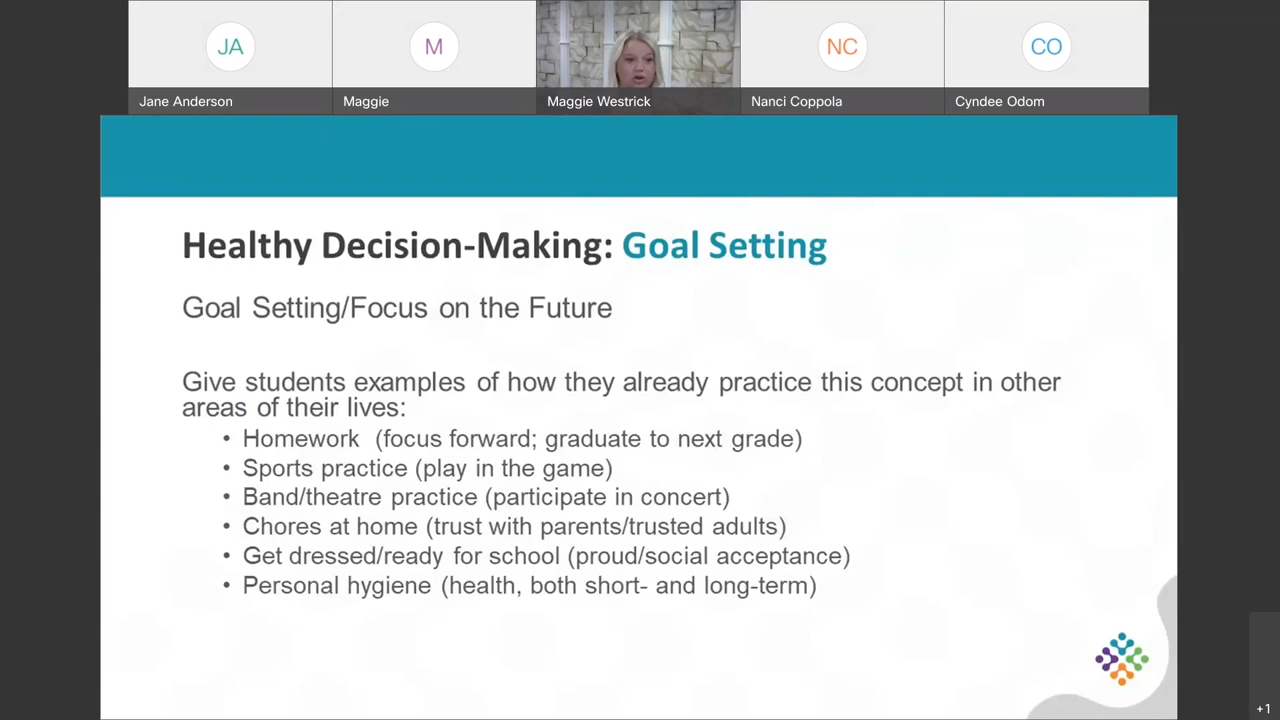 JA
M
NC
CO
Jane Anderson
Maggie
Maggie Westrick
Nanci Coppola
Cyndee Odom
Healthy Decision-Making: Goal Setting
Goal Setting/Focus on the Future
Give students examples of how they already practice this concept in other
areas of their lives:
• Homework (focus forward; graduate to next grade)
• Sports practice (play in the game)
• Band/theatre practice (participate in concert)
• Chores at home (trust with parents/trusted adults)
• Get dressed/ready for school (proud/social acceptance)
• Personal hygiene (health, both short- and long-term)
+1